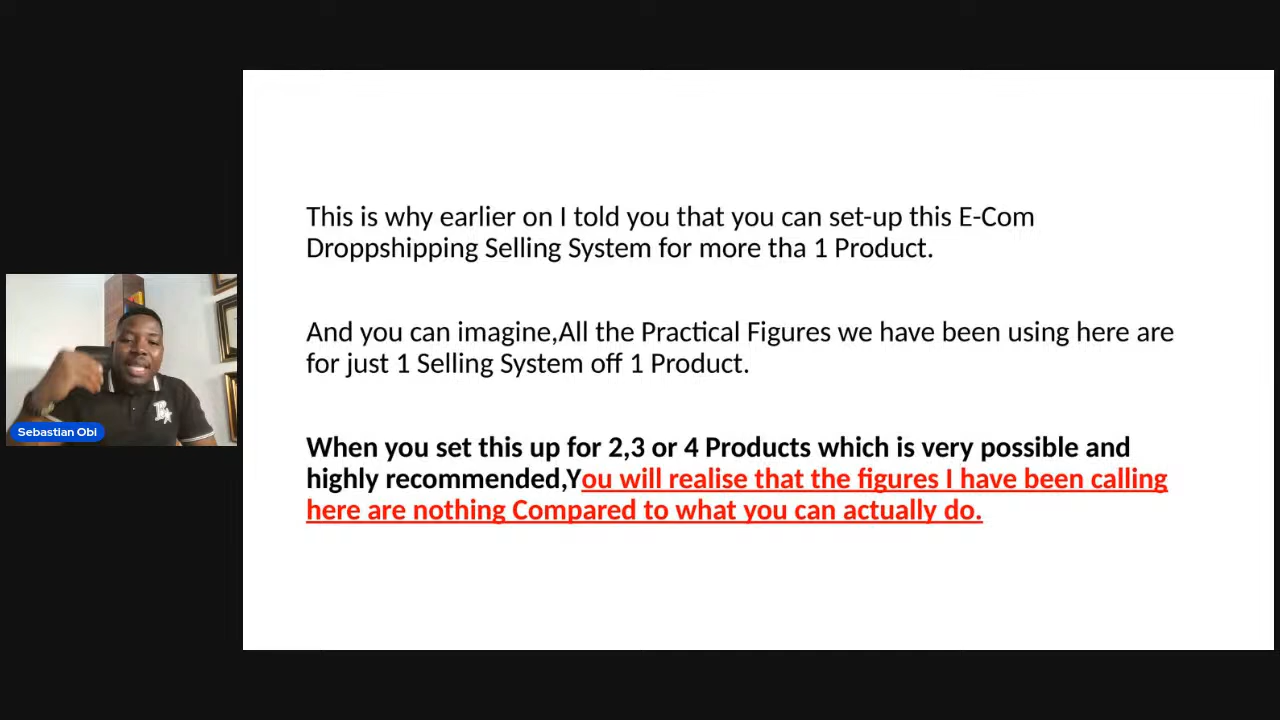 This is why earlier on I told you that you can set-up this E-Com
Droppshipping Selling System for more tha 1 Product.
And you can imagine,All the Practical Figures we have been using here are
for just 1 Selling System off 1 Product.
When you set this up for 2,3 or 4 Products which is very possible and
highly recommended,You will realise that the figures I have been calling
here are nothing Compared to what you can actually do.
Sebastian Obi